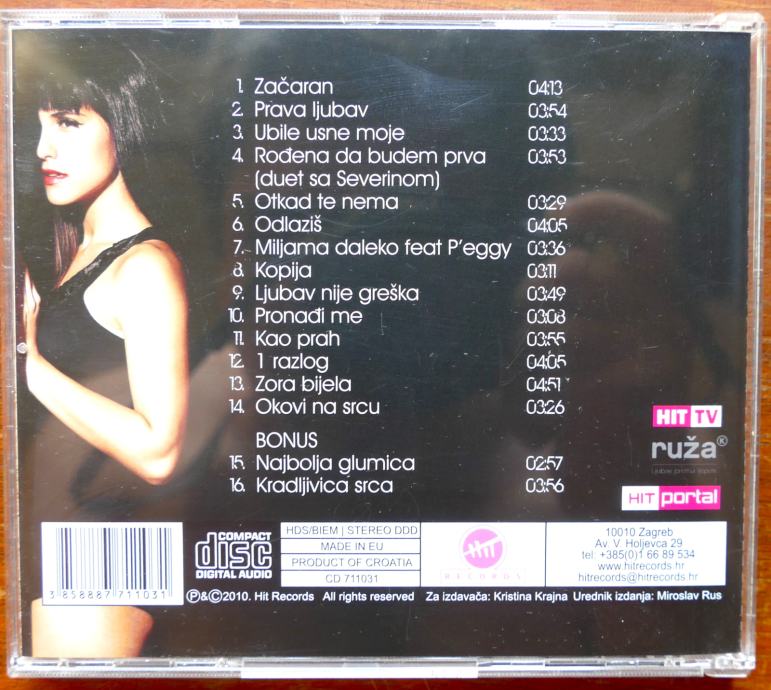 1. Začaran 04:13
2. Prava ljubav 03:54
3. Ubile usne moje 03:33
4. Rođena da budem prva 03:53
(duet sa Severinom)
5. Otkad te nema 03:29
6. Odlaziš 04:05
7. Miljama daleko feat P'eggy 03:36
8. Kopija 03:11
9. Ljubav nije greška 03:49
10. Pronađi me 03:08
11. Kao prah 03:55
12. 1 razlog 04:05
13. Zora bijela 04:51
14. Okovi na srcu 03:26
BONUS
15. Najbolja glumica 02:57
16. Kradljivica srca 03:56
HIT TV
ruža®
Ljubav prema ljepoti
HIT portal
3 858887 711031
COMPACT
disc
DIGITAL AUDIO
HDS/BIEM | STEREO DDD
MADE IN EU
PRODUCT OF CROATIA
CD 711031
Hit
RECORDS
10010 Zagreb
Av. V. Holjevca 29
tel: +385(0)1 66 89 534
www.hitrecords.hr
hitrecords@hitrecords.hr
℗&©2010. Hit Records All rights reserved Za izdavača: Kristina Krajna Urednik izdanja: Miroslav Rus